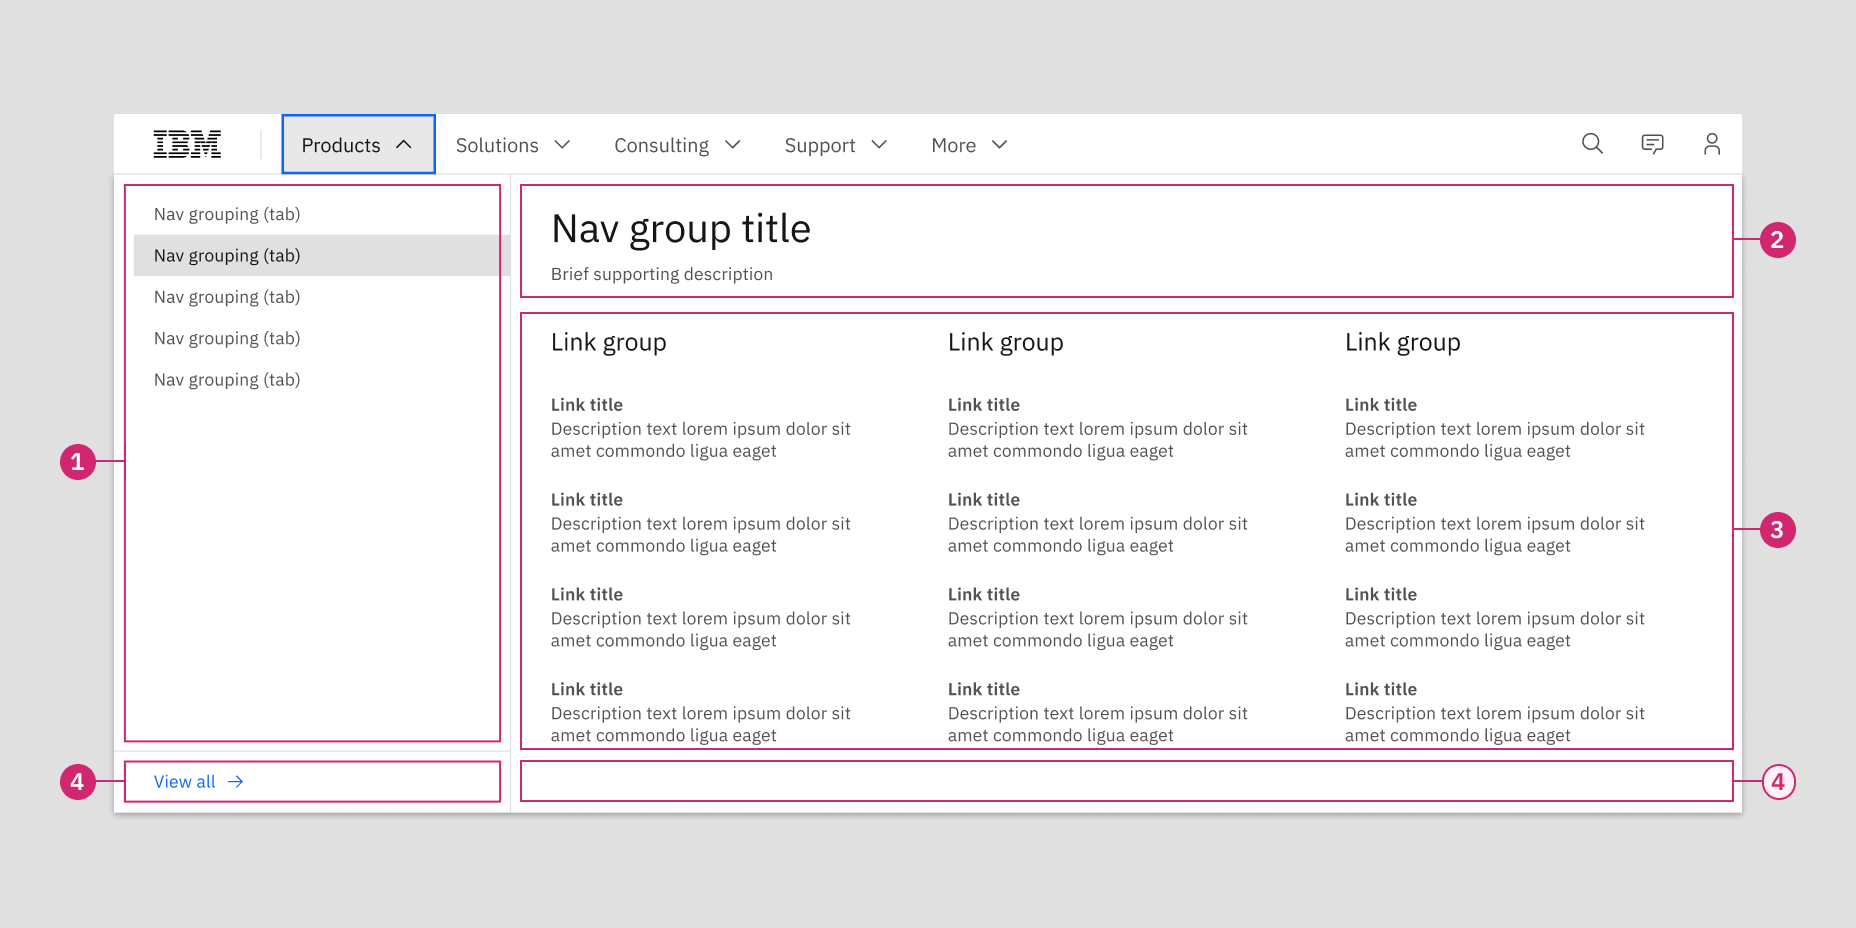 IBM
Products
Solutions
Consulting
Support
More
Nav grouping (tab)
Nav grouping (tab)
Nav grouping (tab)
Nav grouping (tab)
Nav grouping (tab)
1
View all
4
Nav group title
Brief supporting description
2
Link group
Link title
Description text lorem ipsum dolor sit
amet commondo ligua eaget
Link title
Description text lorem ipsum dolor sit
amet commondo ligua eaget
Link title
Description text lorem ipsum dolor sit
amet commondo ligua eaget
Link title
Description text lorem ipsum dolor sit
amet commondo ligua eaget
Link group
Link title
Description text lorem ipsum dolor sit
amet commondo ligua eaget
Link title
Description text lorem ipsum dolor sit
amet commondo ligua eaget
Link title
Description text lorem ipsum dolor sit
amet commondo ligua eaget
Link title
Description text lorem ipsum dolor sit
amet commondo ligua eaget
Link group
Link title
Description text lorem ipsum dolor sit
amet commondo ligua eaget
Link title
Description text lorem ipsum dolor sit
amet commondo ligua eaget
Link title
Description text lorem ipsum dolor sit
amet commondo ligua eaget
Link title
Description text lorem ipsum dolor sit
amet commondo ligua eaget
3
4